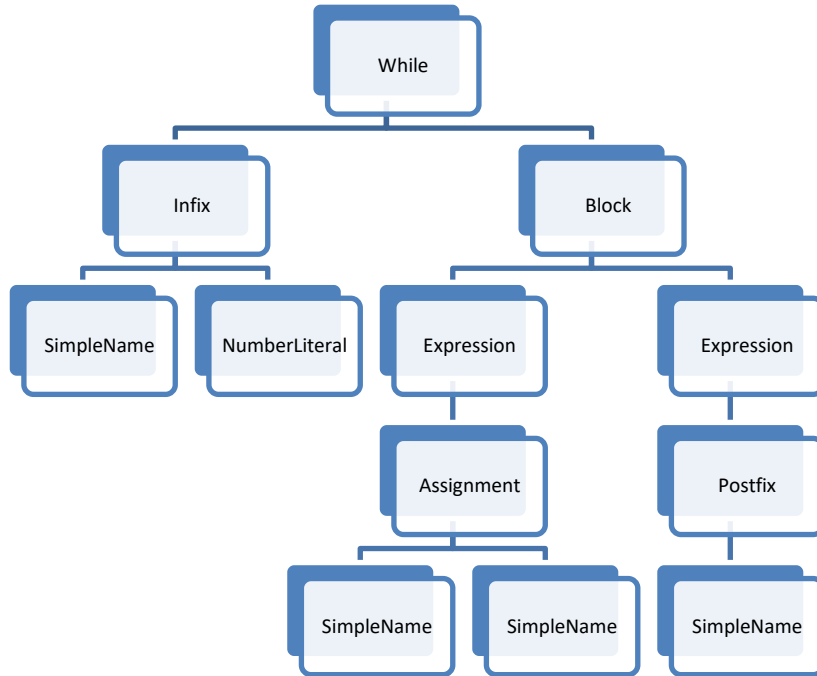 While
Infix
Block
SimpleName
NumberLiteral
Expression
Expression
Assignment
Postfix
SimpleName
SimpleName
SimpleName